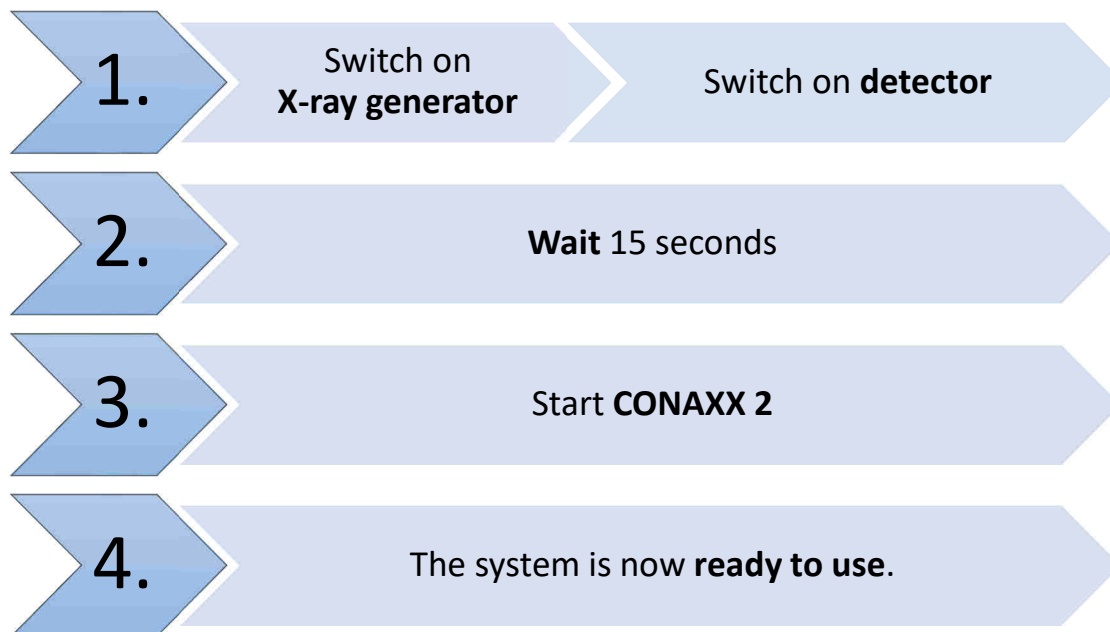 1.
Switch on
X-ray generator
Switch on detector
2.
Wait 15 seconds
3.
Start CONAXX 2
4.
The system is now ready to use.